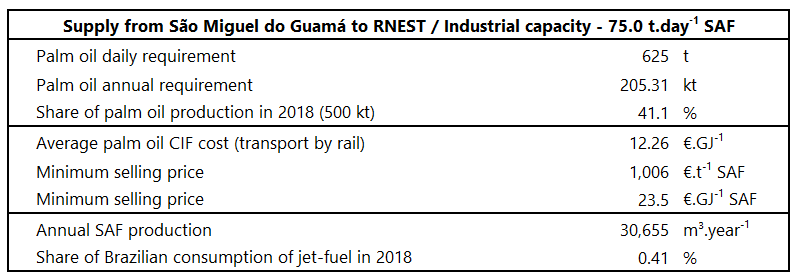 Supply from São Miguel do Guamá to RNEST / Industrial capacity - 75.0 t.day⁻¹ SAF
Palm oil daily requirement 625 t
Palm oil annual requirement 205.31 kt
Share of palm oil production in 2018 (500 kt) 41.1 %
Average palm oil CIF cost (transport by rail) 12.26 €.GJ⁻¹
Minimum selling price 1,006 €.t⁻¹ SAF
Minimum selling price 23.5 €.GJ⁻¹ SAF
Annual SAF production 30,655 m³.year⁻¹
Share of Brazilian consumption of jet-fuel in 2018 0.41 %